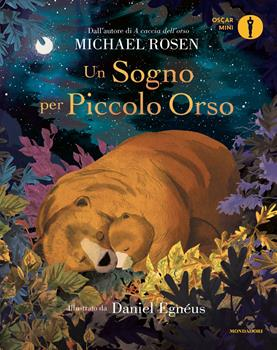 Dall'autore di A caccia dell'orso
MICHAEL ROSEN
OSCAR
MINI
Un Sogno
per Piccolo Orso
Illustrato da Daniel Egnéus
MONDADORI